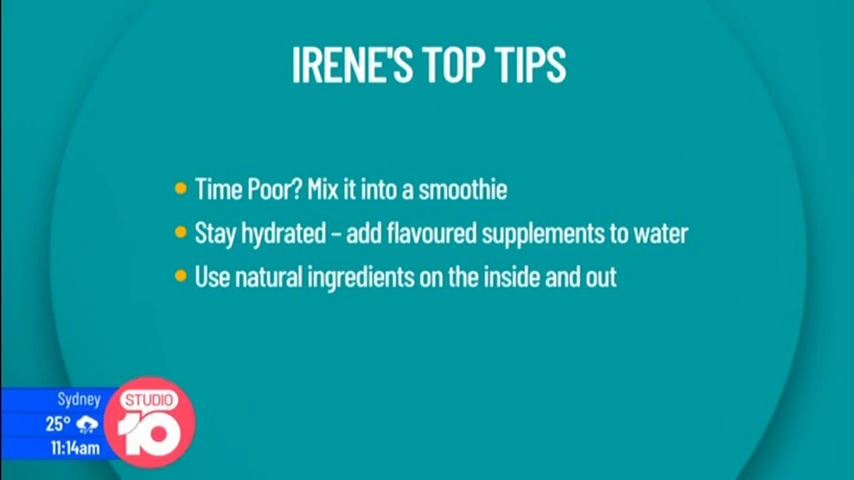 IRENE'S TOP TIPS
• Time Poor? Mix it into a smoothie
• Stay hydrated – add flavoured supplements to water
• Use natural ingredients on the inside and out
Sydney
25°
11:14am
STUDIO
10